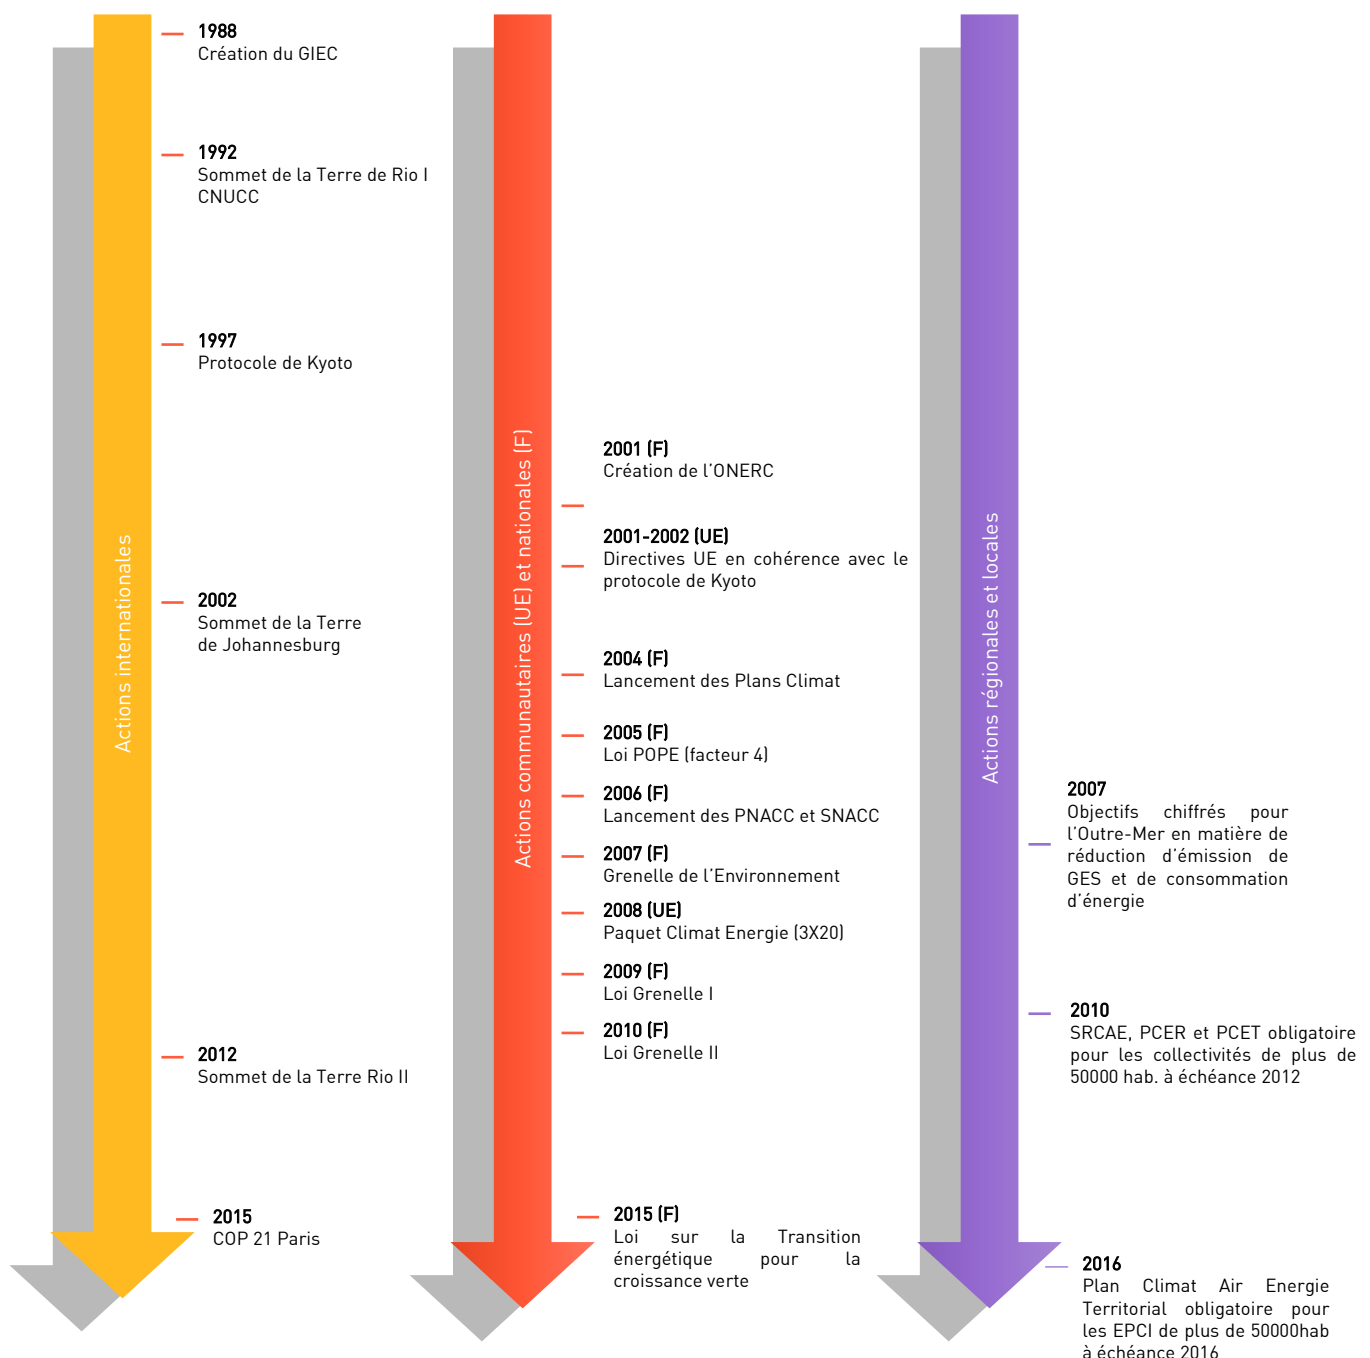 Actions internationales
1988
Création du GIEC
1992
Sommet de la Terre de Rio I
CNUCC
1997
Protocole de Kyoto
2002
Sommet de la Terre
de Johannesburg
2012
Sommet de la Terre Rio II
2015
COP 21 Paris
Actions communautaires (UE) et nationales (F)
2001 (F)
Création de l'ONERC
2001-2002 (UE)
Directives UE en cohérence avec le
protocole de Kyoto
2004 (F)
Lancement des Plans Climat
2005 (F)
Loi POPE (facteur 4)
2006 (F)
Lancement des PNACC et SNACC
2007 (F)
Grenelle de l'Environnement
2008 (UE)
Paquet Climat Energie (3X20)
2009 (F)
Loi Grenelle I
2010 (F)
Loi Grenelle II
2015 (F)
Loi sur la Transition
énergétique pour la
croissance verte
Actions régionales et locales
2007
Objectifs chiffrés pour
l'Outre-Mer en matière de
réduction d'émission de
GES et de consommation
d'énergie
2010
SRCAE, PCER et PCET obligatoire
pour les collectivités de plus de
50000 hab. à échéance 2012
2016
Plan Climat Air Energie
Territorial obligatoire pour
les EPCI de plus de 50000hab
à échéance 2016